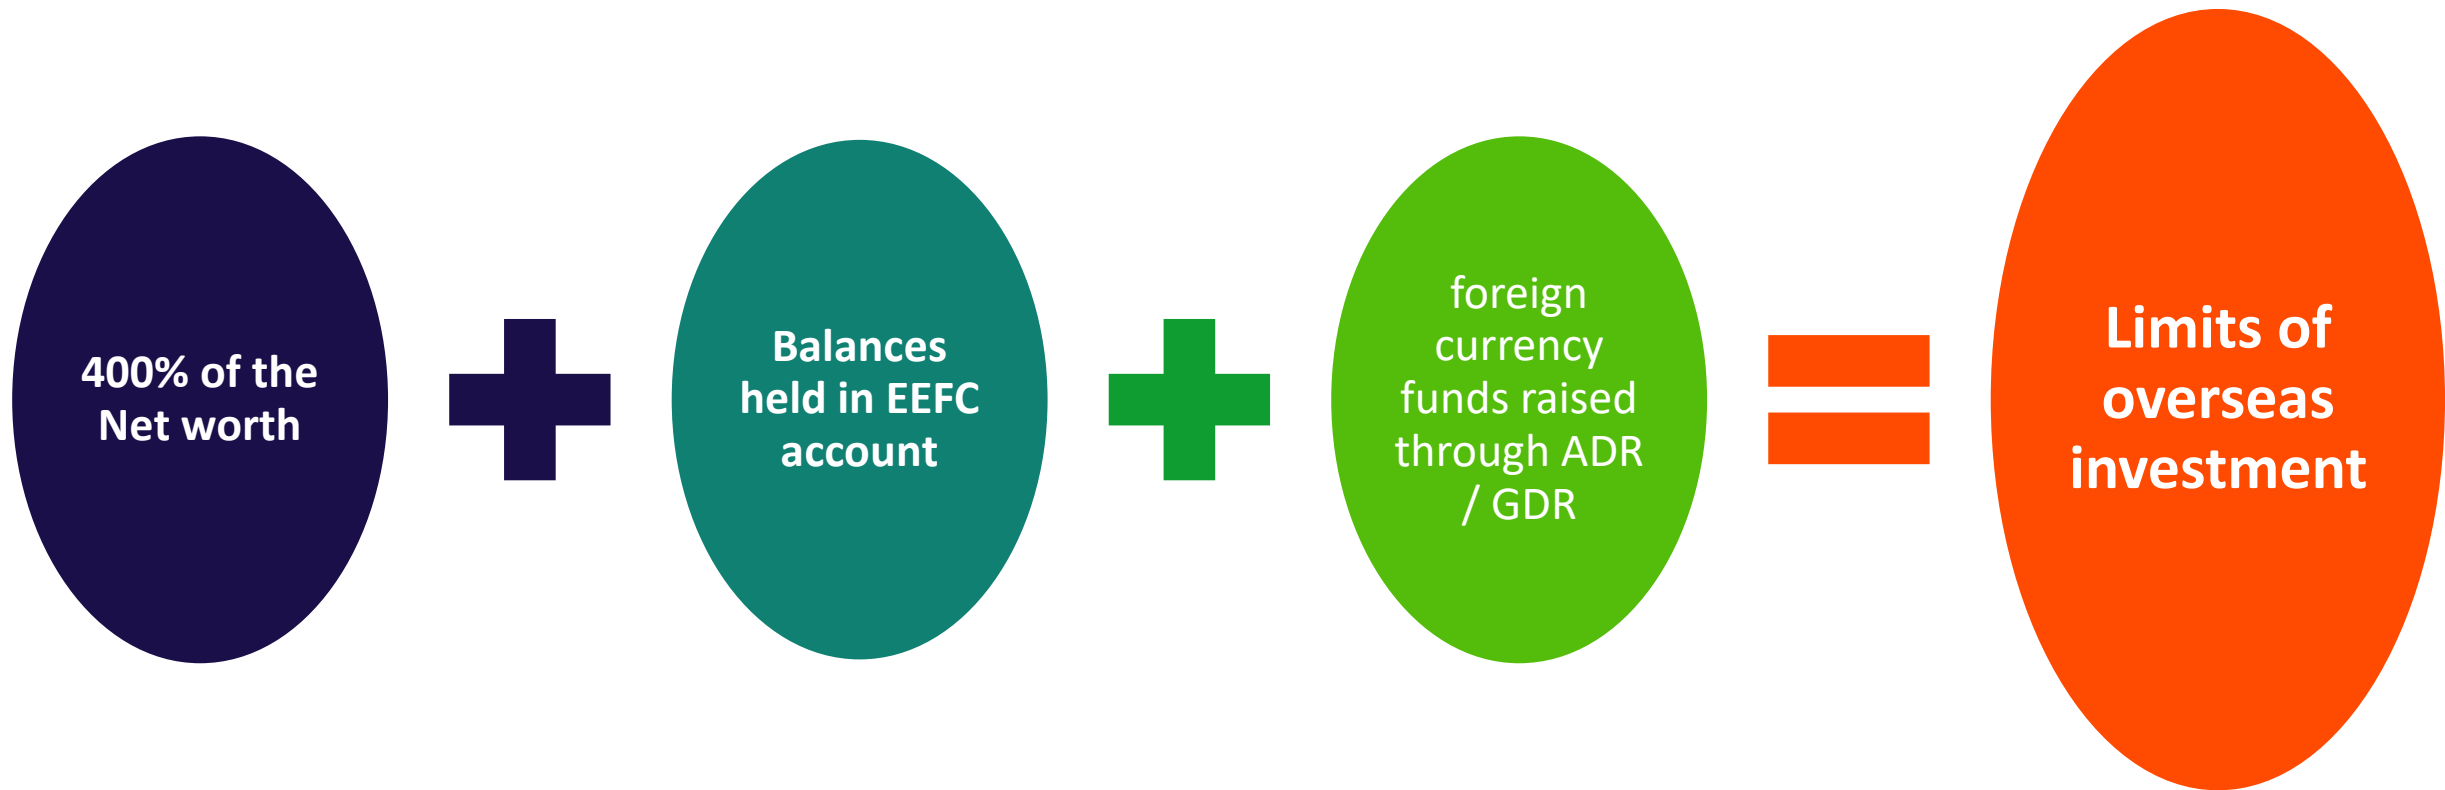 400% of the
Net worth
Balances
held in EEFC
account
foreign
currency
funds raised
through ADR
/ GDR
Limits of
overseas
investment